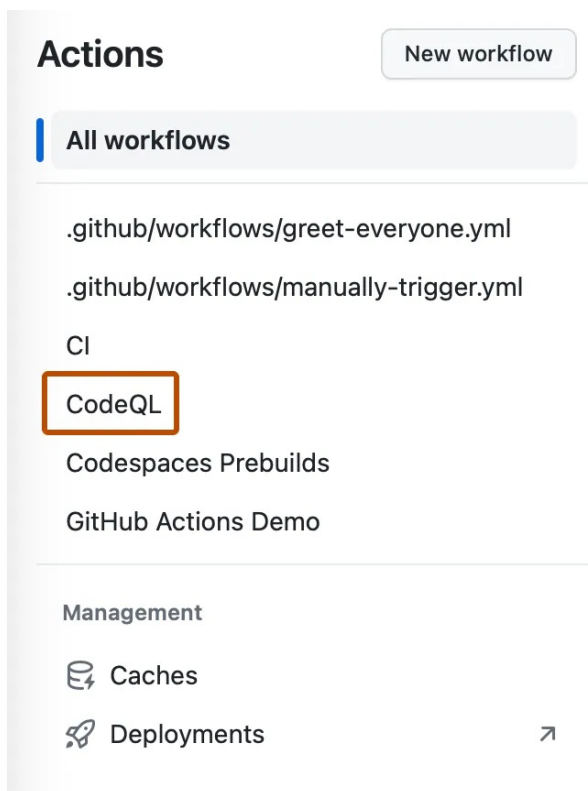 Actions
New workflow
All workflows
.github/workflows/greet-everyone.yml
.github/workflows/manually-trigger.yml
CI
CodeQL
Codespaces Prebuilds
GitHub Actions Demo
Management
Caches
Deployments